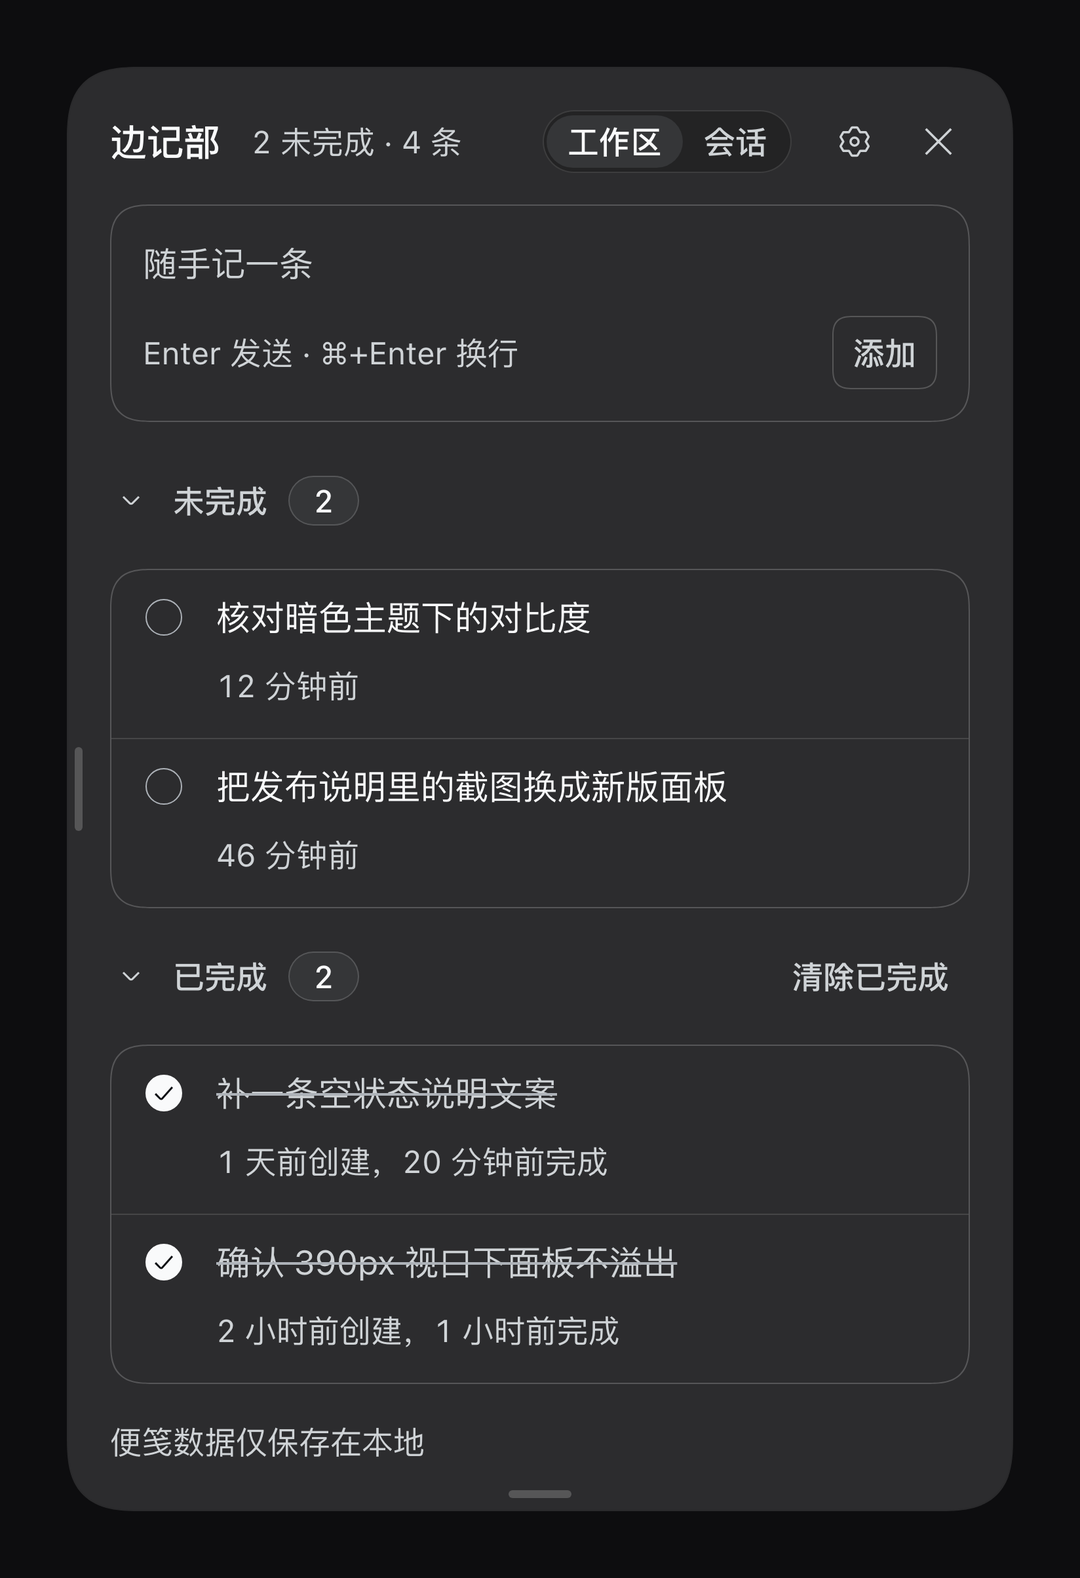 边记部 2 未完成 · 4 条 工作区 会话
随手记一条
Enter 发送 · ⌘+Enter 换行 添加
未完成 2
核对暗色主题下的对比度
12 分钟前
把发布说明里的截图换成新版面板
46 分钟前
已完成 2 清除已完成
补一条空状态说明文案
1 天前创建，20 分钟前完成
确认 390px 视口下面板不溢出
2 小时前创建，1 小时前完成
便笺数据仅保存在本地